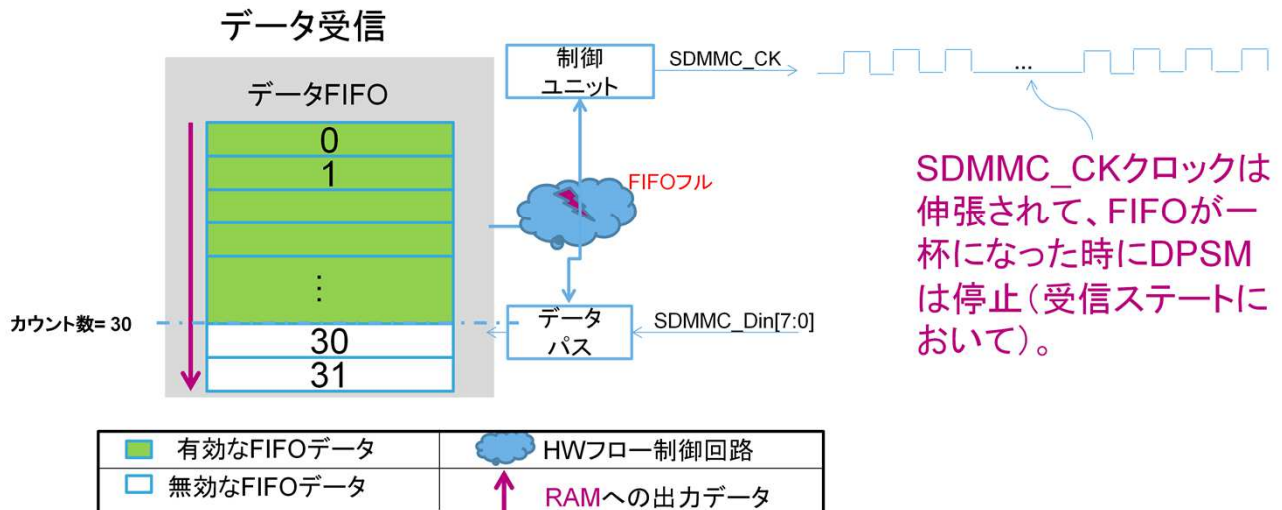 データ受信
データFIFO
0
1
⋮
30
31
カウント数= 30
制御
ユニット
SDMMC_CK
...
FIFOフル
データ
パス
SDMMC_Din[7:0]
SDMMC_CKクロックは
伸張されて、FIFOが一
杯になった時にDPSM
は停止（受信ステートに
おいて）。
有効なFIFOデータ
HWフロー制御回路
無効なFIFOデータ
RAMへの出力データ